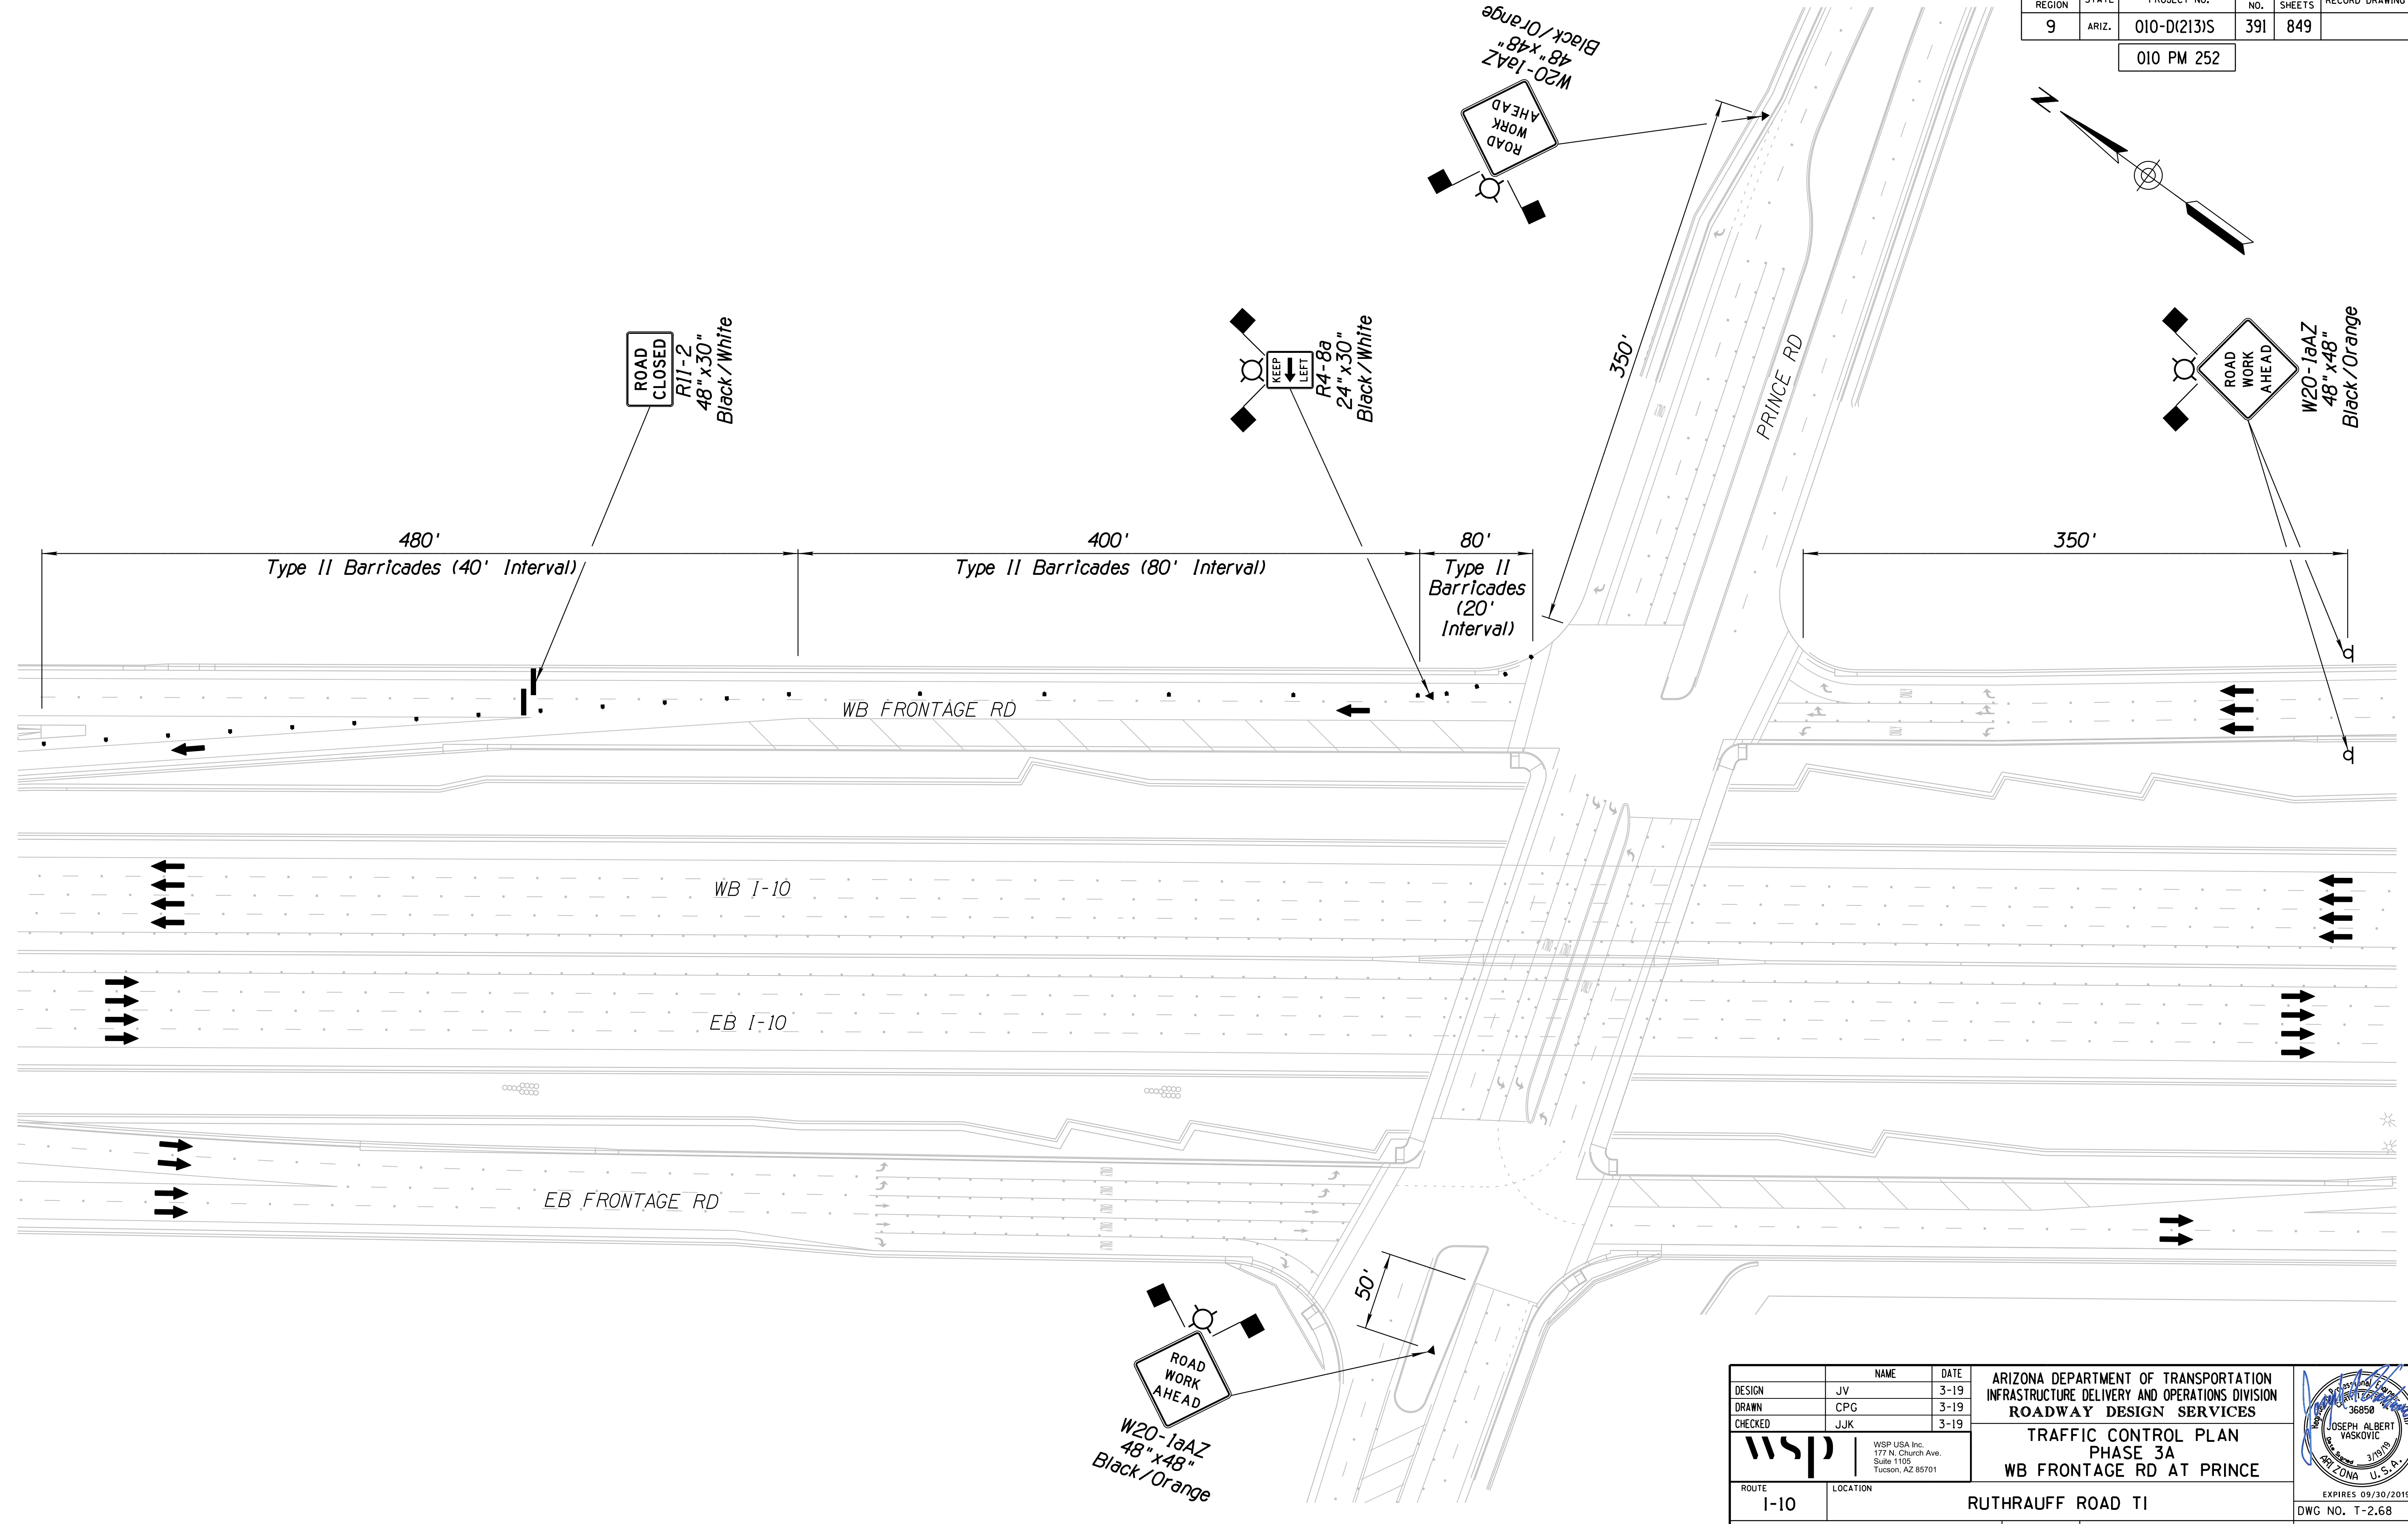 REGION STATE PROJECT NO. NO. SHEETS RECORD DRAWING
9 ARIZ. 010-D(213)S 391 849
010 PM 252
N
W20-1aAZ
48"x48"
Black/Orange
ROAD
WORK
AHEAD
ROAD
CLOSED
R11-2
48"x30"
Black/White
KEEP
LEFT
R4-8a
24"x30"
Black/White
350'
PRINCE RD
ROAD
WORK
AHEAD
W20-1aAZ
48"x48"
Black/Orange
480'
Type II Barricades (40' Interval)
400'
Type II Barricades (80' Interval)
80'
Type II
Barricades
(20'
Interval)
350'
WB FRONTAGE RD
WB I-10
EB I-10
EB FRONTAGE RD
50'
ROAD
WORK
AHEAD
W20-1aAZ
48"x48"
Black/Orange
NAME DATE
DESIGN JV 3-19
DRAWN CPG 3-19
CHECKED JJK 3-19
ARIZONA DEPARTMENT OF TRANSPORTATION
INFRASTRUCTURE DELIVERY AND OPERATIONS DIVISION
ROADWAY DESIGN SERVICES
wsp
WSP USA Inc.
177 N. Church Ave.
Suite 1105
Tucson, AZ 85701
TRAFFIC CONTROL PLAN
PHASE 3A
WB FRONTAGE RD AT PRINCE
ROUTE
I-10
LOCATION
RUTHRAUFF ROAD TI
36850
JOSEPH ALBERT
VASKOVIC
Date Signed 3/19/19
ARIZONA U.S.A.
EXPIRES 09/30/2019
DWG NO. T-2.68